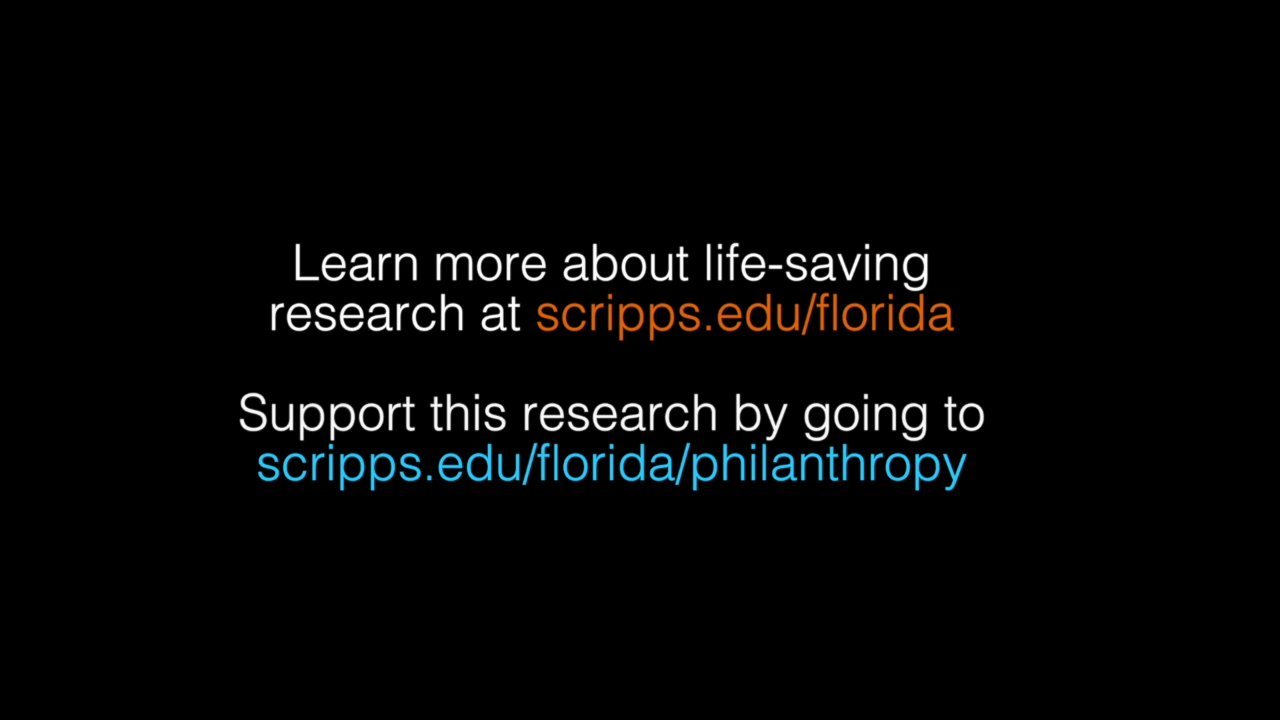 Learn more about life-saving
research at scripps.edu/florida
Support this research by going to
scripps.edu/florida/philanthropy